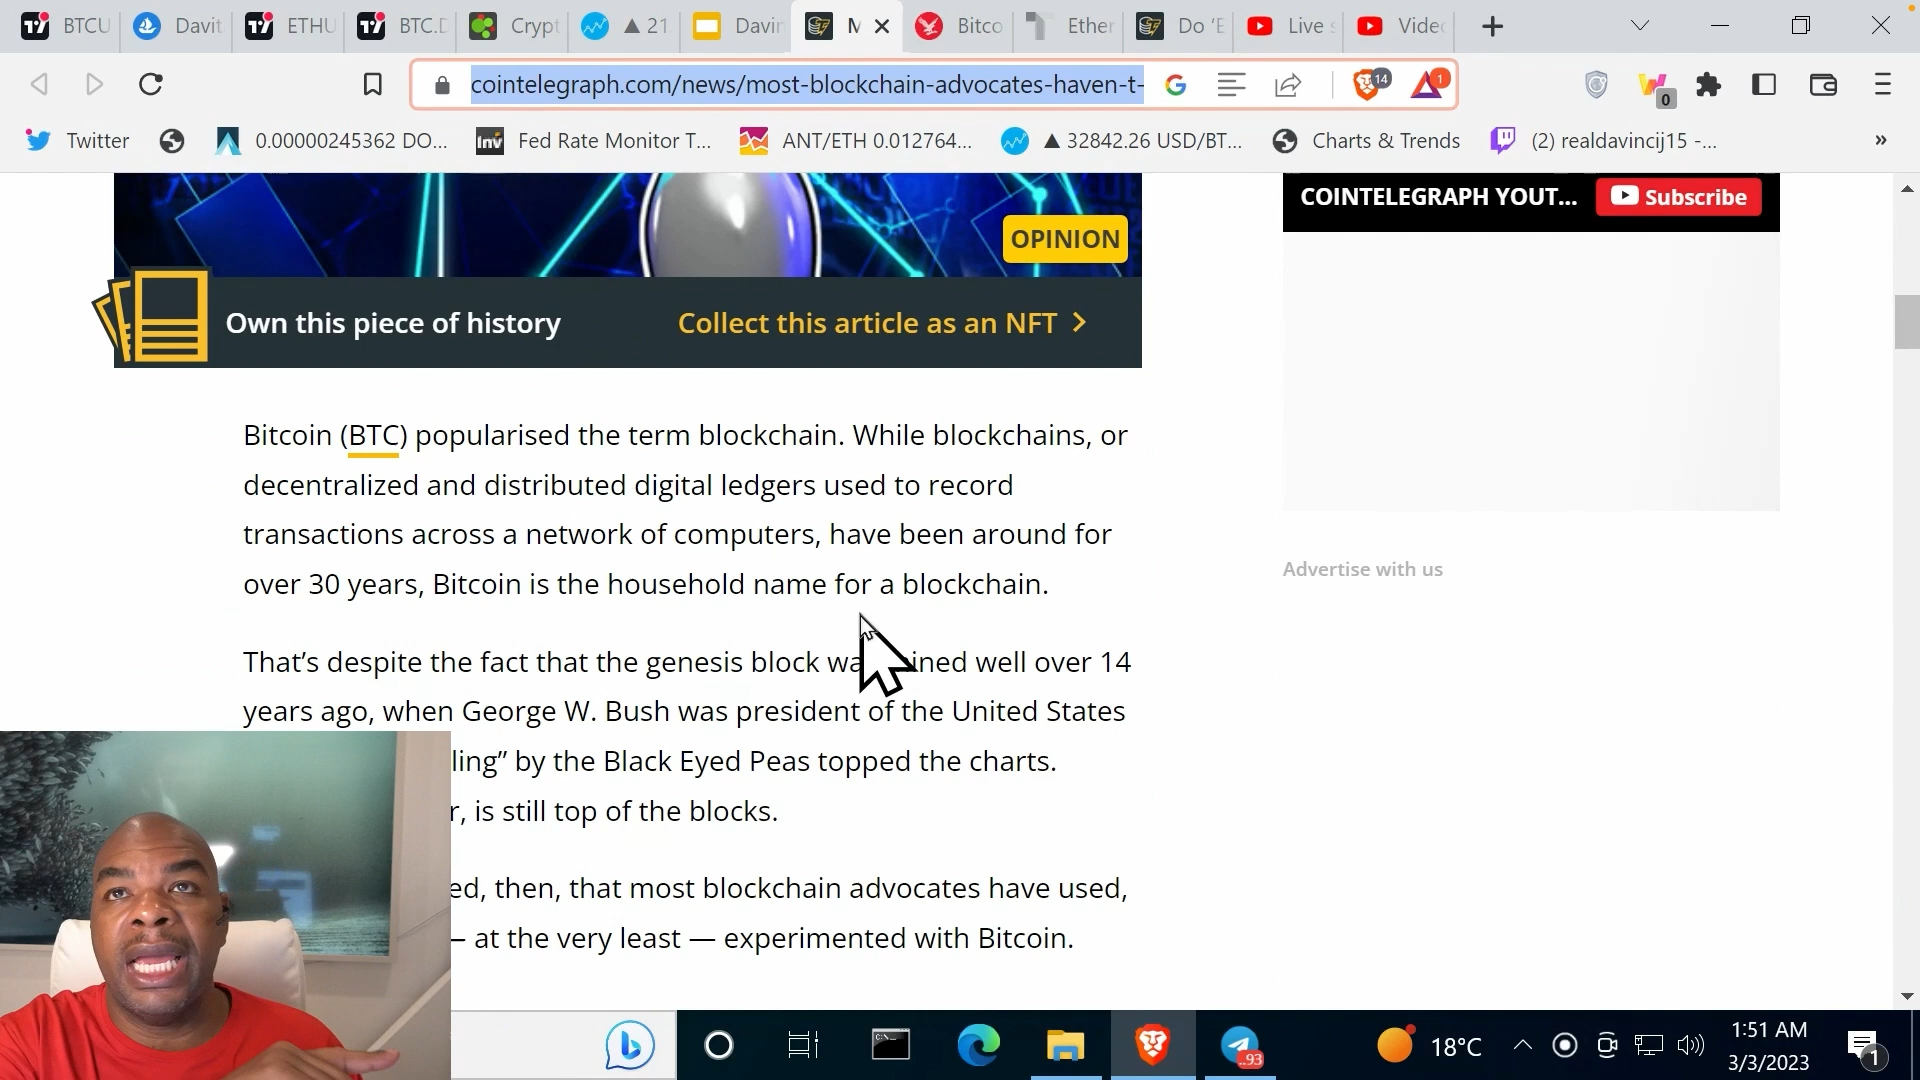 BTCU
Davit
ETHU
BTC.D
Crypt
▲ 21
Davin
M
Bitco
Ether
Do ‘E
Live s
Videc
cointelegraph.com/news/most-blockchain-advocates-haven-t-
14
1
0
Twitter
0.00000245362 DO...
Inv
Fed Rate Monitor T...
ANT/ETH 0.012764...
▲ 32842.26 USD/BT...
Charts & Trends
(2) realdavincij15 -...
»
COINTELEGRAPH YOUT...
Subscribe
OPINION
Own this piece of history
Collect this article as an NFT >
Bitcoin (BTC) popularised the term blockchain. While blockchains, or
decentralized and distributed digital ledgers used to record
transactions across a network of computers, have been around for
over 30 years, Bitcoin is the household name for a blockchain.
Advertise with us
That’s despite the fact that the genesis block wa ined well over 14
years ago, when George W. Bush was president of the United States
ling” by the Black Eyed Peas topped the charts.
r, is still top of the blocks.
ed, then, that most blockchain advocates have used,
— at the very least — experimented with Bitcoin.
..93
18°C
1:51 AM
3/3/2023
1